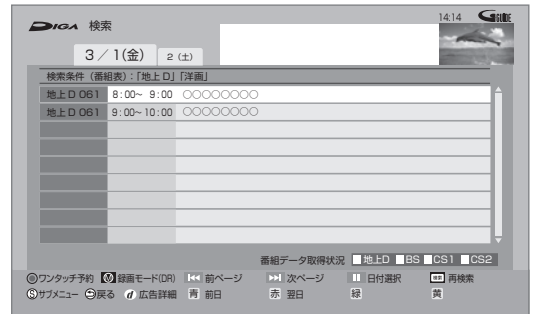 14:14 G GUIDE
DIGA 検索
3／1(金) 2(土)
検索条件（番組表）：「地上D」「洋画」
地上D 061 8:00~ 9:00 ○○○○○○○○
地上D 061 9:00~10:00 ○○○○○○○○
番組データ取得状況 地上D BS CS1 CS2
ワンタッチ予約 M 録画モード(DR) 前ページ 次ページ 日付選択 検索 再検索
S サブメニュー 戻る d 広告詳細 青 前日 赤 翌日 緑 黄